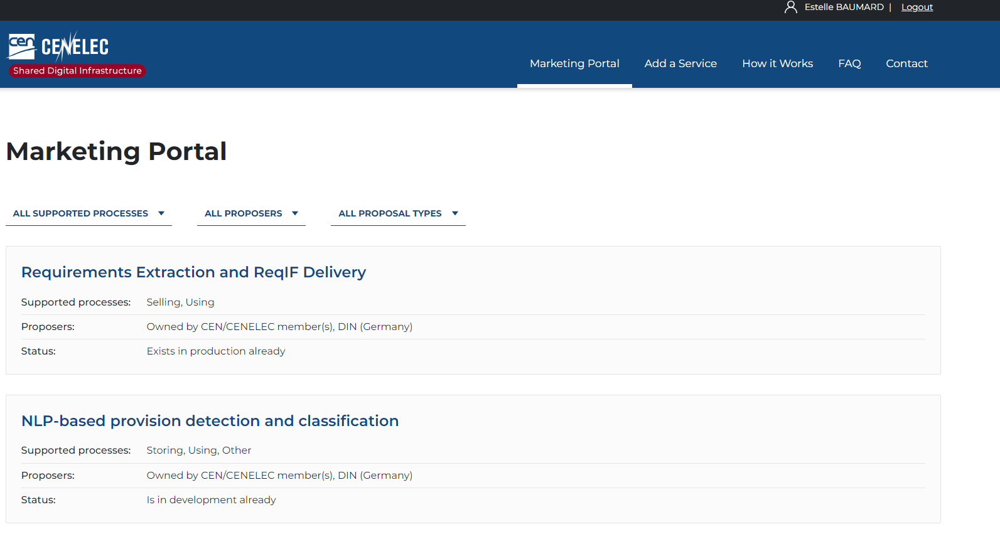 Estelle BAUMARD | Logout
cen CENELEC
Shared Digital Infrastructure
Marketing Portal Add a Service How it Works FAQ Contact
Marketing Portal
ALL SUPPORTED PROCESSES ▼ ALL PROPOSERS ▼ ALL PROPOSAL TYPES ▼
Requirements Extraction and ReqIF Delivery
Supported processes: Selling, Using
Proposers: Owned by CEN/CENELEC member(s), DIN (Germany)
Status: Exists in production already
NLP-based provision detection and classification
Supported processes: Storing, Using, Other
Proposers: Owned by CEN/CENELEC member(s), DIN (Germany)
Status: Is in development already